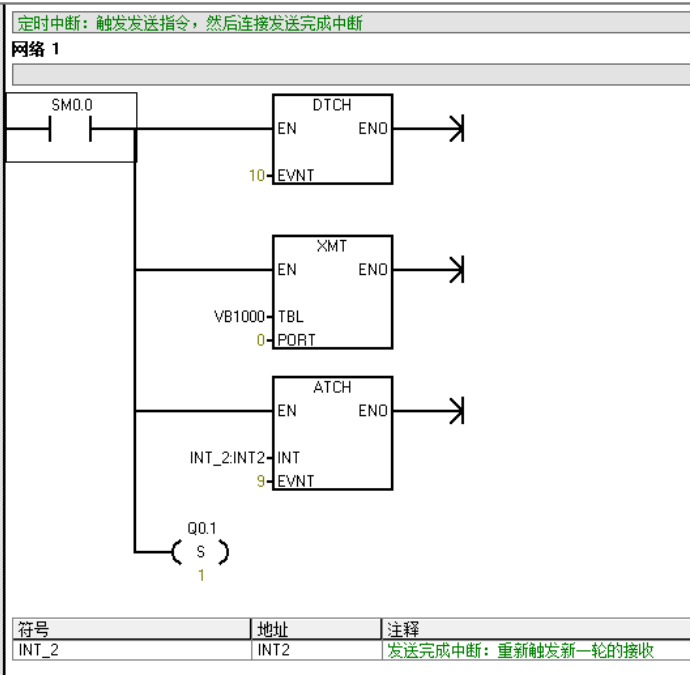 定时中断：触发发送指令，然后连接发送完成中断
网络 1
SM0.0
DTCH
EN ENO
10 EVNT
XMT
EN ENO
VB1000 TBL
0 PORT
ATCH
EN ENO
INT_2:INT2 INT
9 EVNT
Q0.1
S
1
符号 地址 注释
INT_2 INT2 发送完成中断：重新触发新一轮的接收